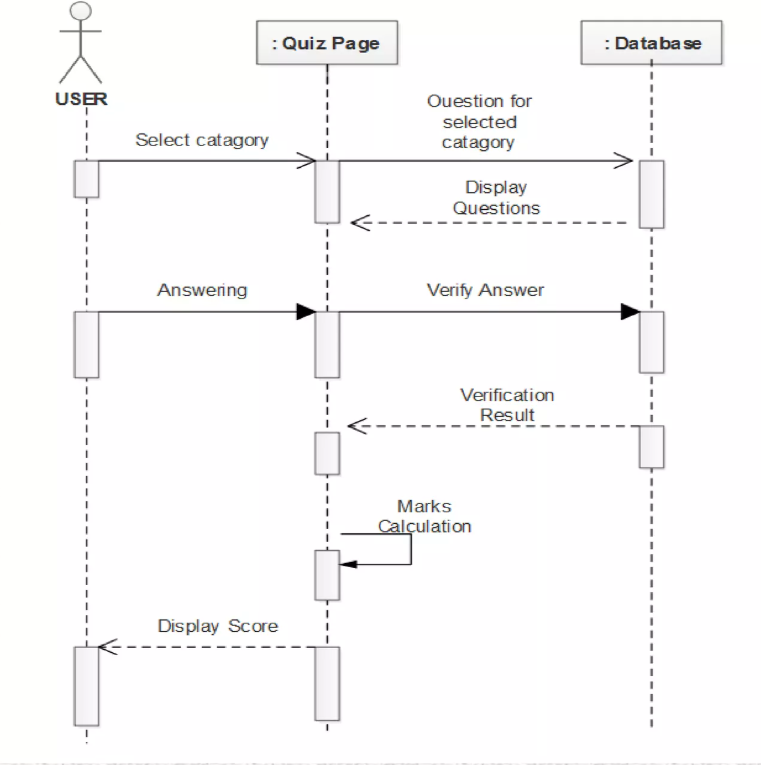 : Quiz Page
: Database
USER
Select catagory
Ouestion for
selected
catagory
Display
Questions
Answering
Verify Answer
Verification
Result
Marks
Calculation
Display Score